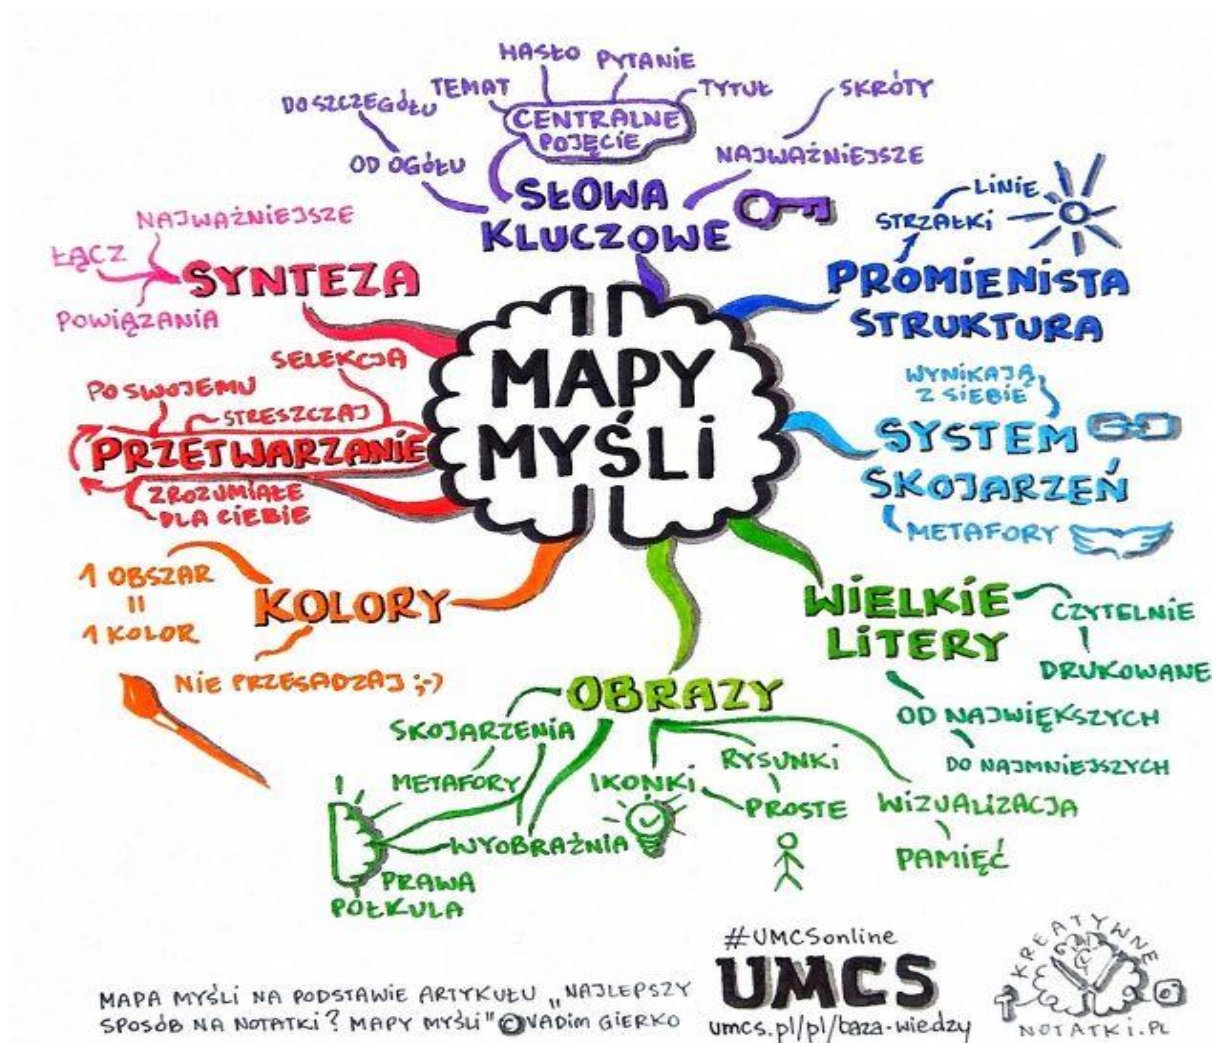 MAPY
MYŚLI
SŁOWA
KLUCZOWE
OD OGÓŁU
DO SZCZEGÓŁU
CENTRALNE
POJĘCIE
TEMAT
HASŁO
PYTANIE
TYTUŁ
NAJWAŻNIEJSZE
SKRÓTY
PROMIENISTA
STRUKTURA
STRZAŁKI
LINIE
SYSTEM
SKOJARZEŃ
WYNIKAJĄ
Z SIEBIE
METAFORY
WIELKIE
LITERY
CZYTELNIE
DRUKOWANE
OD NAJWIĘKSZYCH
DO NAJMNIEJSZYCH
OBRAZY
SKOJARZENIA
METAFORY
WYOBRAŹNIA
PRAWA
PÓŁKULA
IKONKI
RYSUNKI
PROSTE
WIZUALIZACJA
PAMIĘĆ
KOLORY
1 OBSZAR
=
1 KOLOR
NIE PRZESADZAJ ;-)
PRZETWARZANIE
PO SWOJEMU
STRESZCZAJ
SELEKCJA
ZROZUMIAŁE
DLA CIEBIE
SYNTEZA
NAJWAŻNIEJSZE
ŁĄCZ
POWIĄZANIA
MAPA MYŚLI NA PODSTAWIE ARTYKUŁU „NAJLEPSZY
SPOSÓB NA NOTATKI? MAPY MYŚLI" © VADIM GIERKO
#UMCSonline
UMCS
umcs.pl/pl/baza-wiedzy
KREATYWNE
NOTATKI.PL